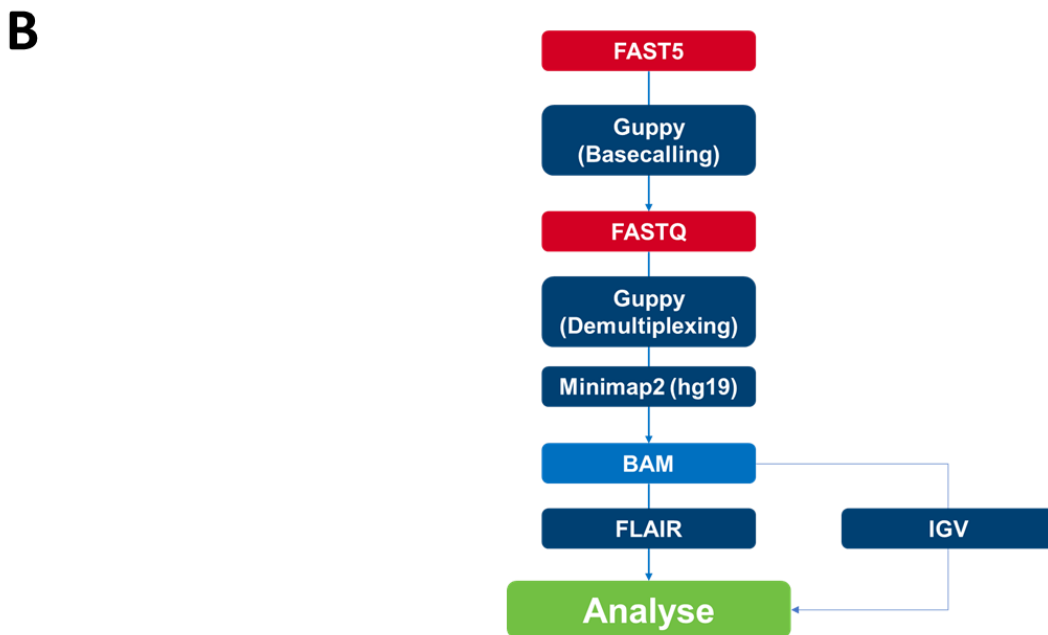 B
FAST5
Guppy
(Basecalling)
FASTQ
Guppy
(Demultiplexing)
Minimap2 (hg19)
BAM
FLAIR
IGV
Analyse